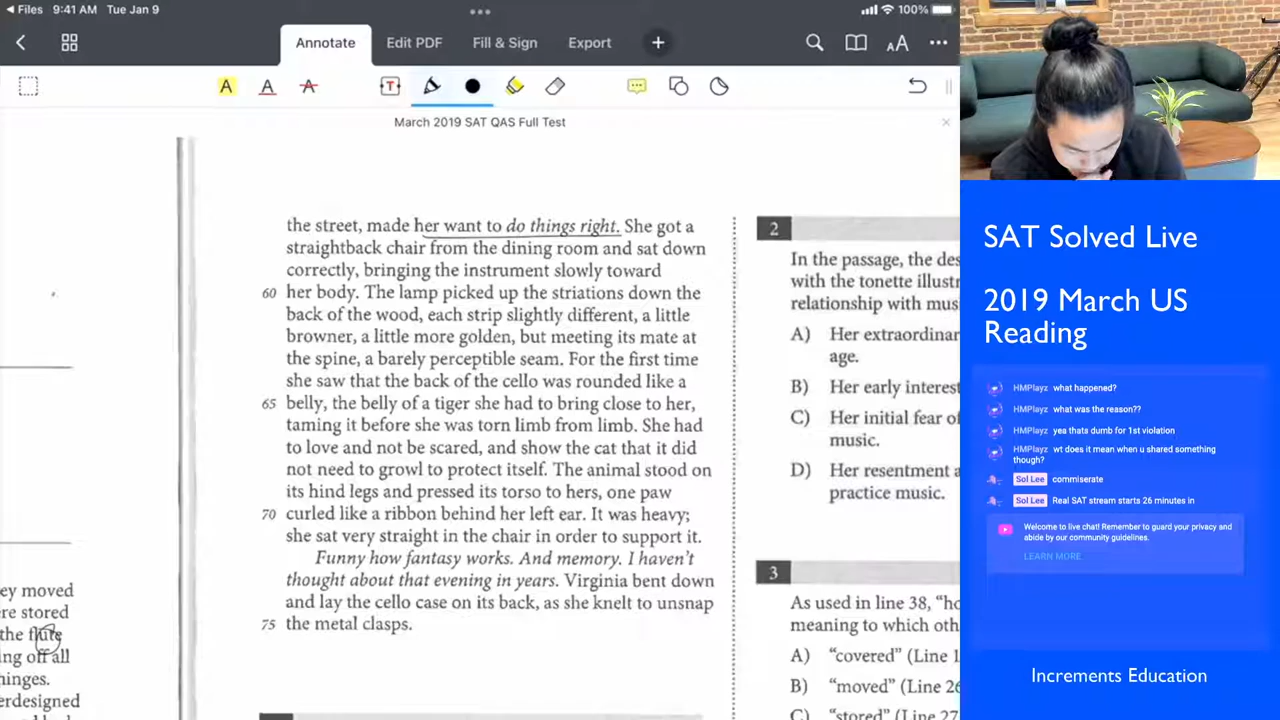 Files 9:41 AM Tue Jan 9 100%
Annotate Edit PDF Fill & Sign Export
March 2019 SAT QAS Full Test
the street, made her want to do things right. She got a
straightback chair from the dining room and sat down
correctly, bringing the instrument slowly toward
60 her body. The lamp picked up the striations down the
back of the wood, each strip slightly different, a little
browner, a little more golden, but meeting its mate at
the spine, a barely perceptible seam. For the first time
she saw that the back of the cello was rounded like a
65 belly, the belly of a tiger she had to bring close to her,
taming it before she was torn limb from limb. She had
to love and not be scared, and show the cat that it did
not need to growl to protect itself. The animal stood on
its hind legs and pressed its torso to hers, one paw
70 curled like a ribbon behind her left ear. It was heavy;
she sat very straight in the chair in order to support it.
Funny how fantasy works. And memory. I haven't
thought about that evening in years. Virginia bent down
and lay the cello case on its back, as she knelt to unsnap
75 the metal clasps.
ey moved
re stored
the flute
ng off all
hinges.
erdesigned
2
In the passage, the des
with the tonette illustr
relationship with mus
A) Her extraordinar
age.
B) Her early interest
C) Her initial fear of
music.
D) Her resentment a
practice music.
3
As used in line 38, "ho
meaning to which oth
A) "covered" (Line 1
B) "moved" (Line 26
C) "stored" (Line 27
SAT Solved Live
2019 March US
Reading
HMPlayz what happened?
HMPlayz what was the reason??
HMPlayz yea thats dumb for 1st violation
HMPlayz wt does it mean when u shared something
though?
Sol Lee commiserate
Sol Lee Real SAT stream starts 26 minutes in
Welcome to live chat! Remember to guard your privacy and
abide by our community guidelines.
LEARN MORE
Increments Education